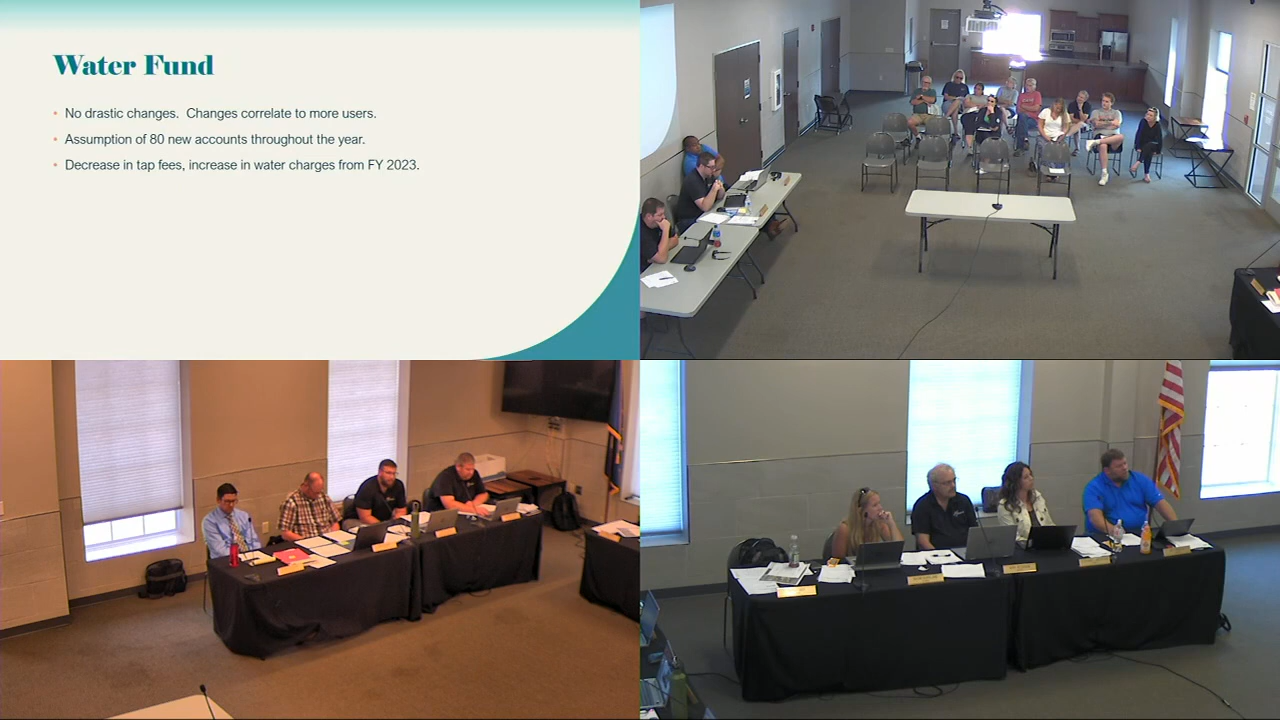 Water Fund
• No drastic changes.  Changes correlate to more users.
• Assumption of 80 new accounts throughout the year.
• Decrease in tap fees, increase in water charges from FY 2023.